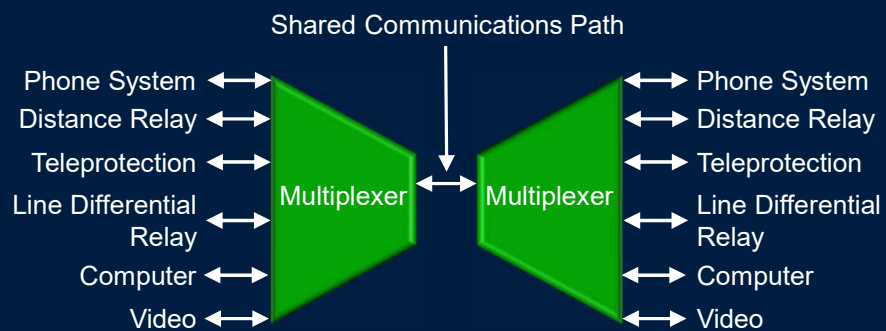 Shared Communications Path
Phone System
Distance Relay
Teleprotection
Line Differential
Relay
Computer
Video
Multiplexer
Multiplexer
Phone System
Distance Relay
Teleprotection
Line Differential
Relay
Computer
Video